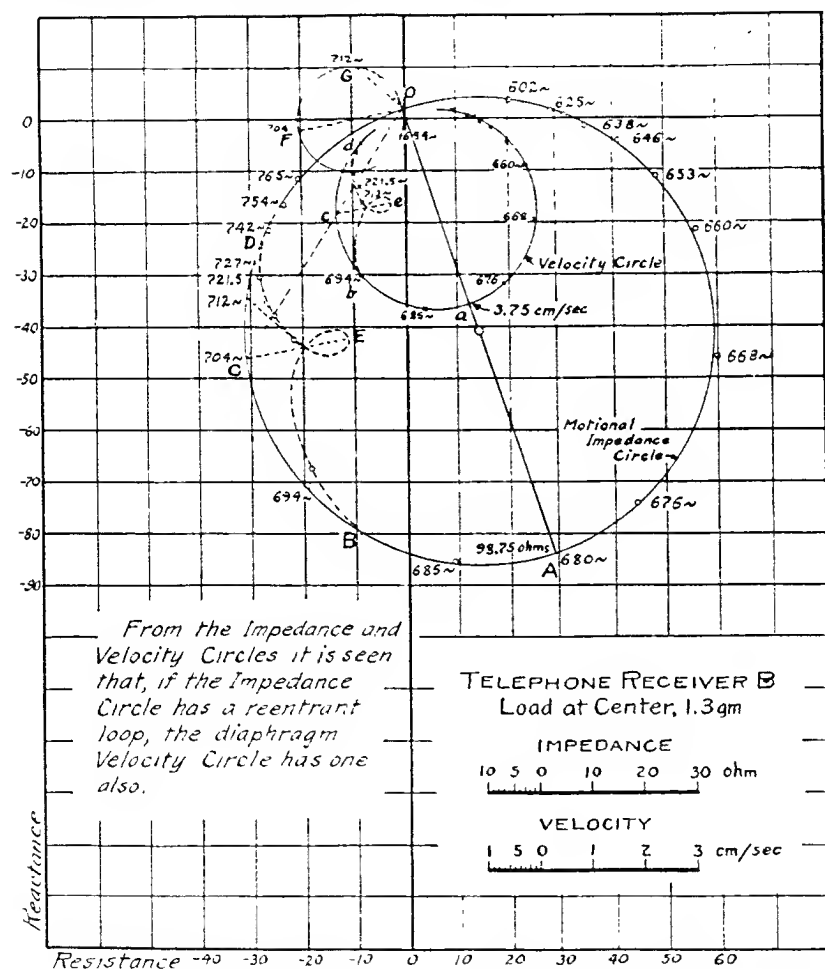 712~
G
O
602~
625~
638~
646~
653~
660~
668~
676~
680~
A
98.75 ohms
685~
B
694~
C
704~
712~
721.5
727~
D
742~
754~
765~
704
F
E
1654~
660~
668
676
a
685~
694~
b
c
d
e
721.5~
712~
Velocity Circle
3.75 cm/sec
Motional
Impedance
Circle
0
-10
-20
-30
-40
-50
-60
-70
-80
-90
From the Impedance and
Velocity Circles it is seen
that, if the Impedance
Circle has a reentrant
loop, the diaphragm
Velocity Circle has one
also.
TELEPHONE RECEIVER B
Load at Center, 1.3gm
IMPEDANCE
10 5 0 10 20 30 ohm
VELOCITY
1 5 0 1 2 3 cm/sec
Reactance
Resistance -40 -30 -20 -10 0 10 20 30 40 50 60